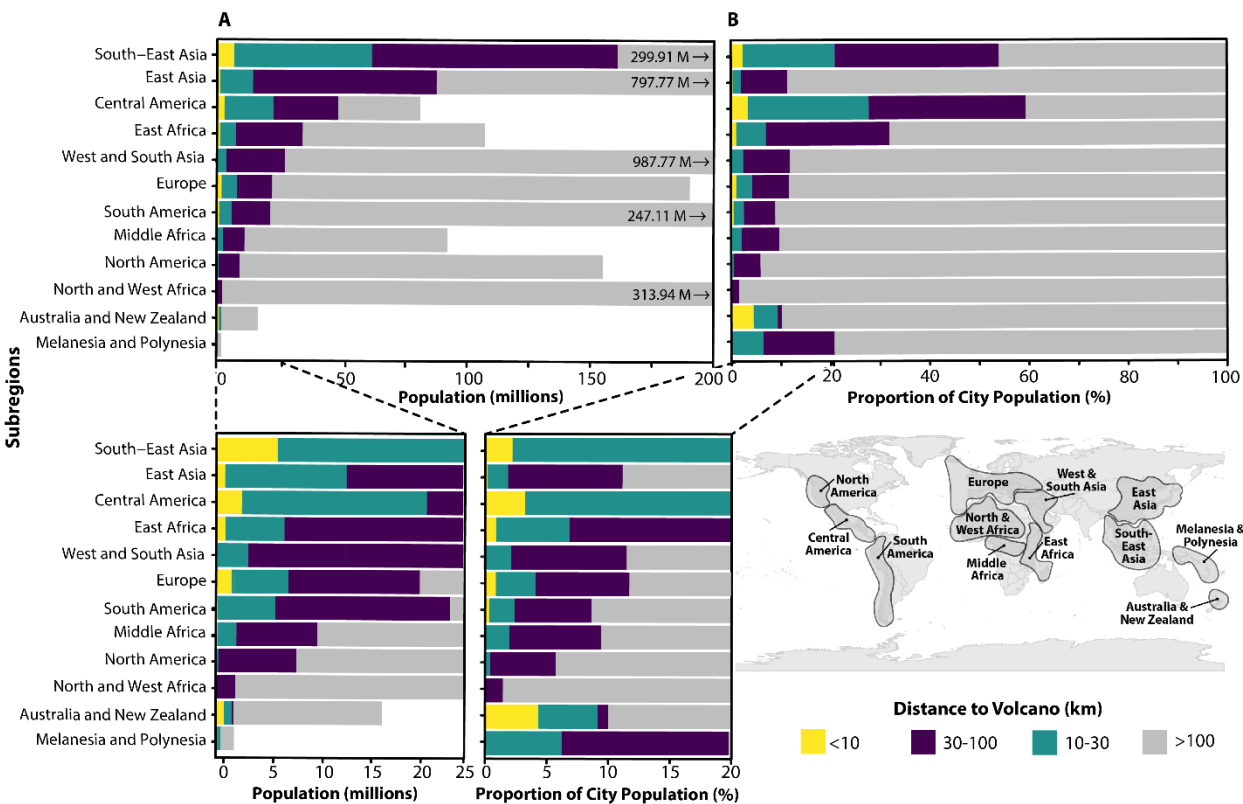 A
B
Subregions
South−East Asia
East Asia
Central America
East Africa
West and South Asia
Europe
South America
Middle Africa
North America
North and West Africa
Australia and New Zealand
Melanesia and Polynesia
299.91 M →
797.77 M →
987.77 M →
247.11 M →
313.94 M →
0 50 100 150 200
Population (millions)
0 20 40 60 80 100
Proportion of City Population (%)
South−East Asia
East Asia
Central America
East Africa
West and South Asia
Europe
South America
Middle Africa
North America
North and West Africa
Australia and New Zealand
Melanesia and Polynesia
0 5 10 15 20 25
Population (millions)
0 5 10 15 20
Proportion of City Population (%)
North
America
Central
America
South
America
Europe
North &
West Africa
Middle
Africa
East
Africa
West &
South Asia
East
Asia
South-
East
Asia
Melanesia &
Polynesia
Australia &
New Zealand
Distance to Volcano (km)
<10 30-100 10-30 >100